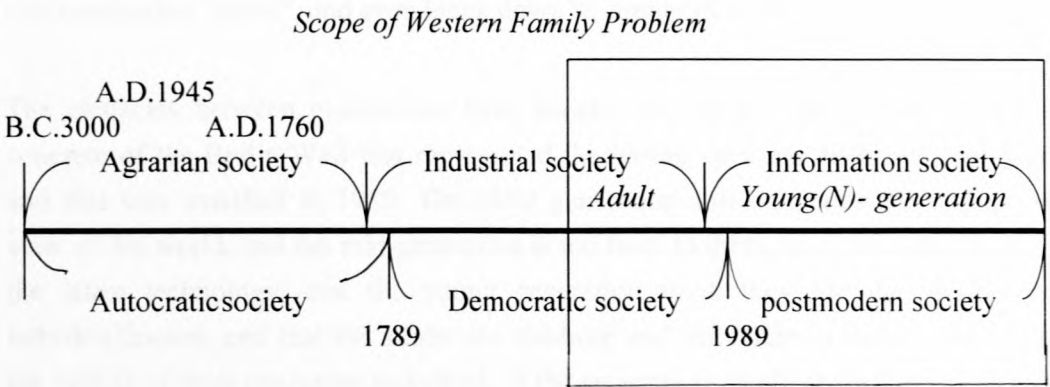 Scope of Western Family Problem
A.D.1945
B.C.3000 A.D.1760
Agrarian society Industrial society Information society
Adult Young(N)- generation
Autocratic society Democratic society postmodern society
1789 1989